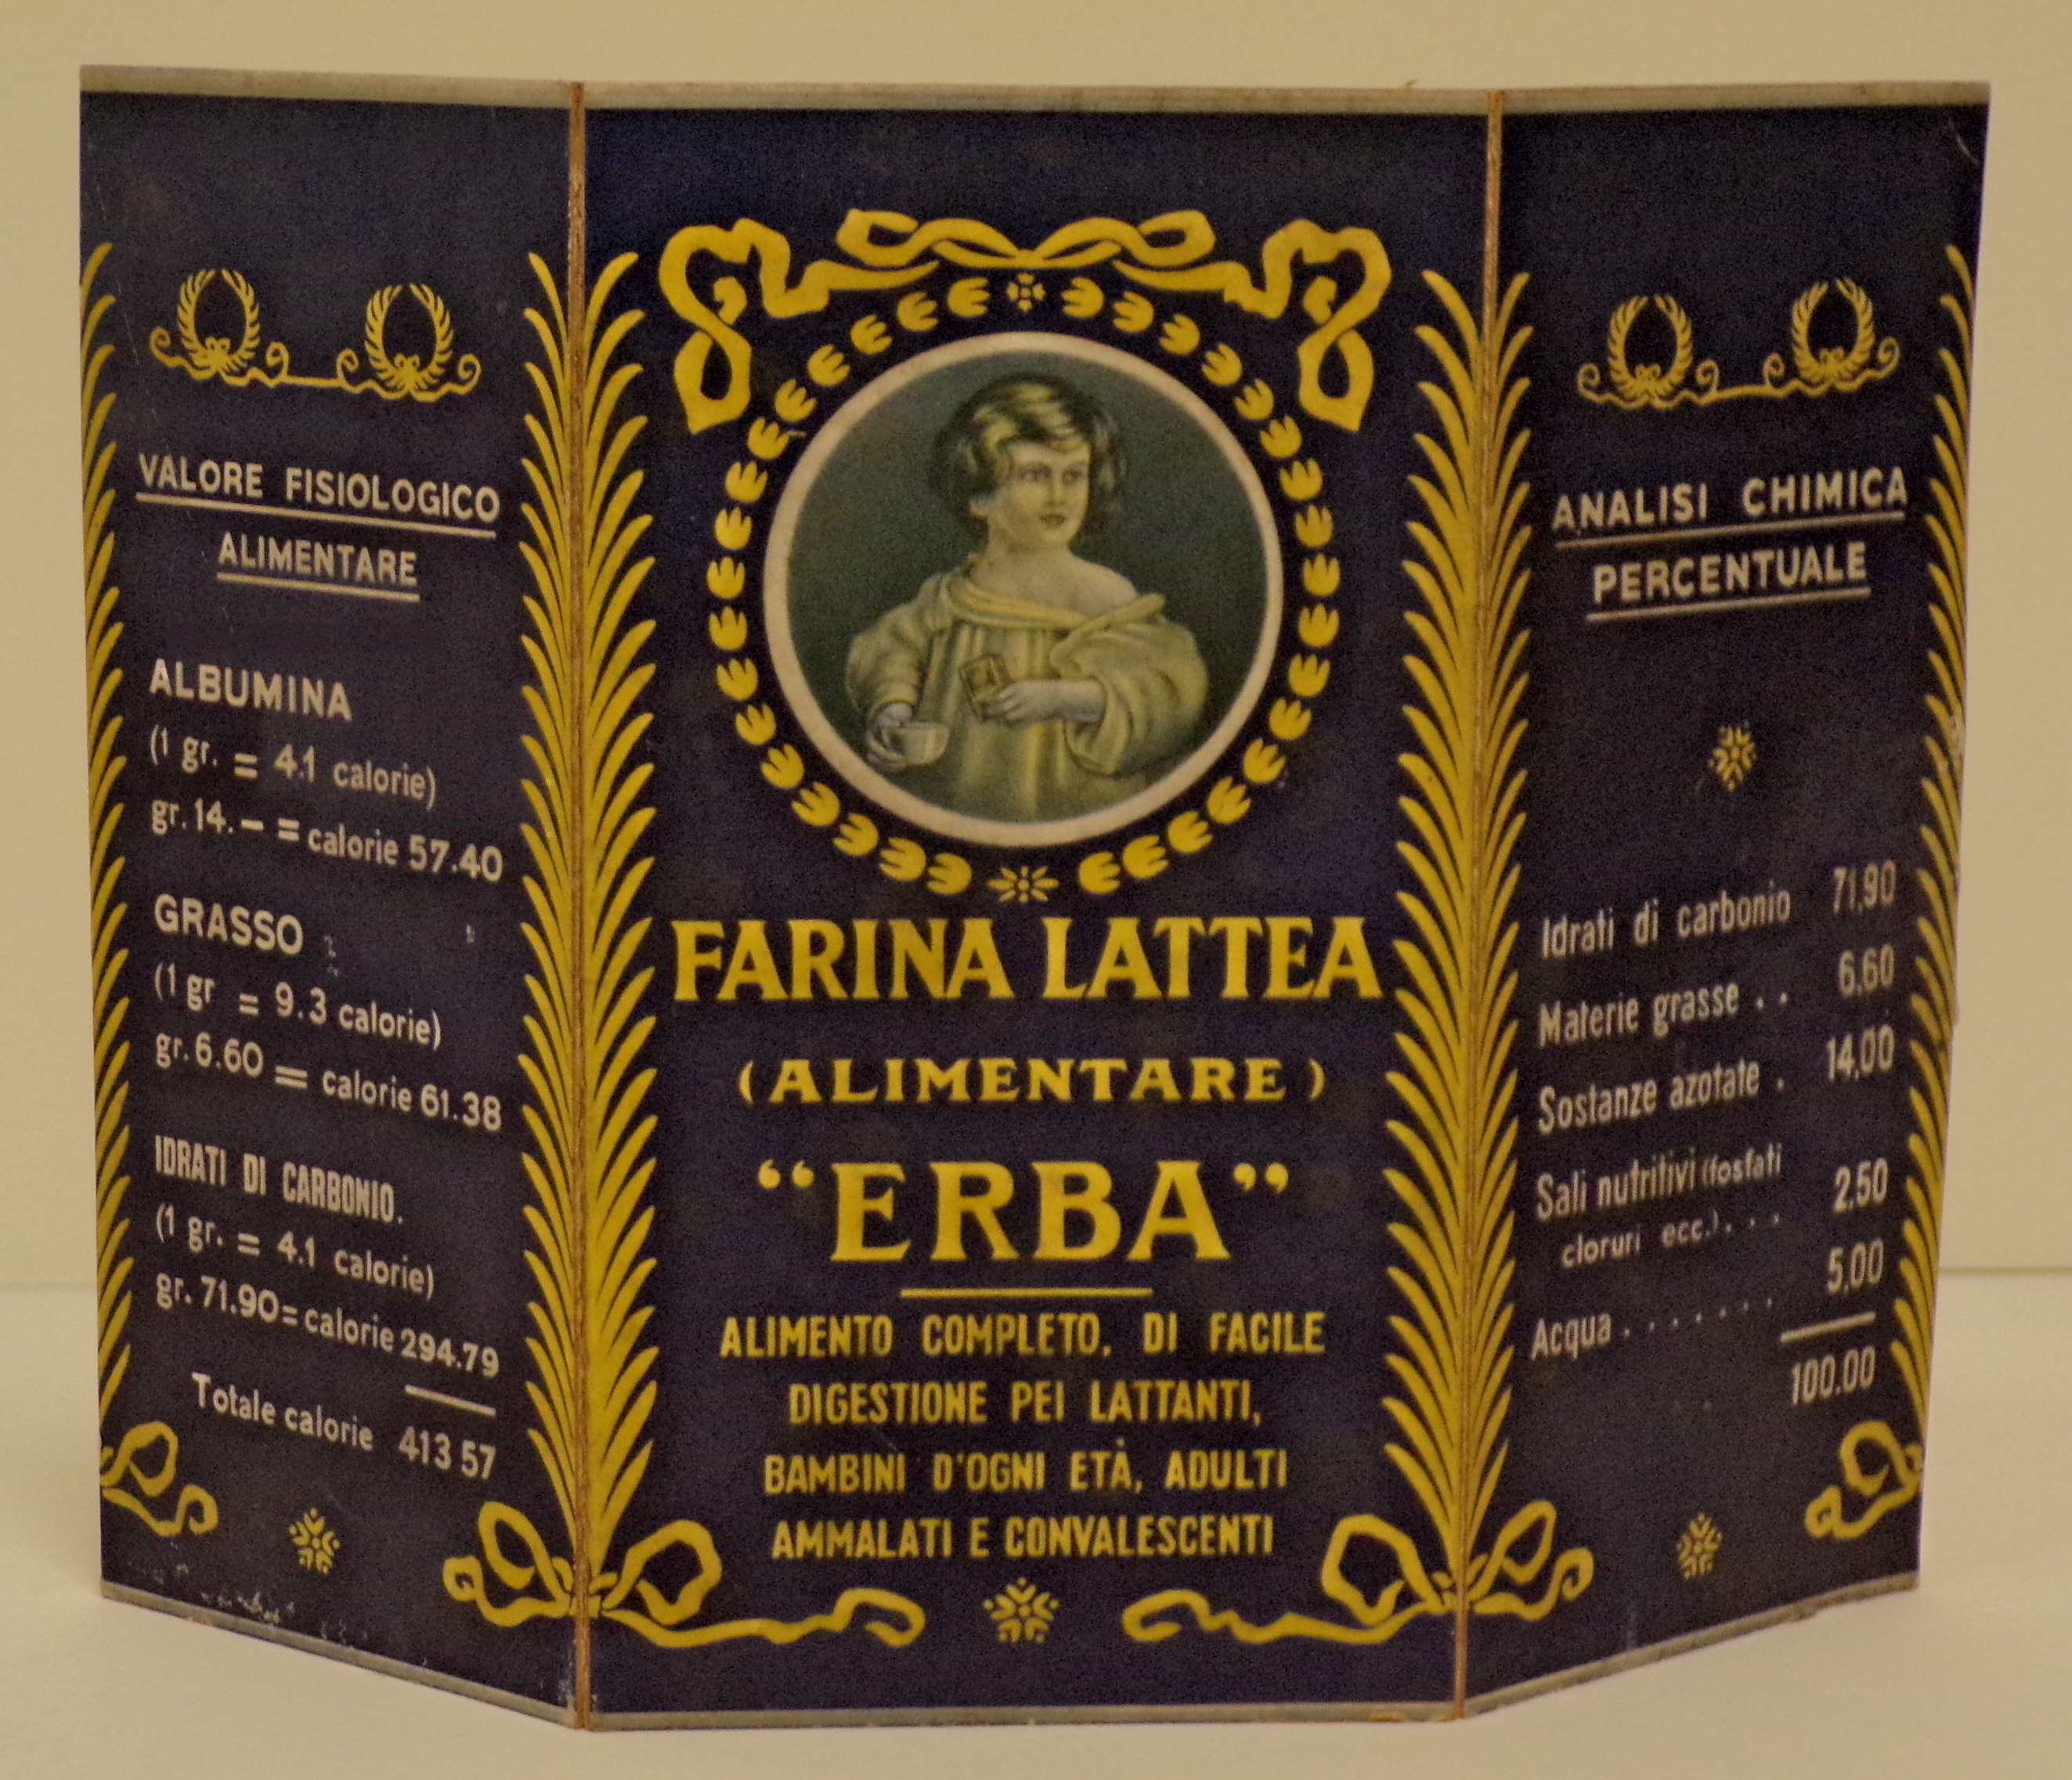 VALORE FISIOLOGICO
ALIMENTARE
ALBUMINA
(1 gr. = 4.1 calorie)
gr. 14. — = calorie 57.40
GRASSO
(1 gr = 9.3 calorie)
gr. 6.60 = calorie 61.38
IDRATI DI CARBONIO.
(1 gr. = 4.1 calorie)
gr. 71.90 = calorie 294.79
Totale calorie 413 57
FARINA LATTEA
(ALIMENTARE)
“ERBA”
ALIMENTO COMPLETO, DI FACILE
DIGESTIONE PEI LATTANTI,
BAMBINI D'OGNI ETÀ, ADULTI
AMMALATI E CONVALESCENTI
ANALISI CHIMICA
PERCENTUALE
Idrati di carbonio 71,90
Materie grasse . . 6,60
Sostanze azotate . 14,00
Sali nutritivi (fosfati
cloruri ecc.) . . . 2,50
Acqua . . . . . . . 5,00
100.00